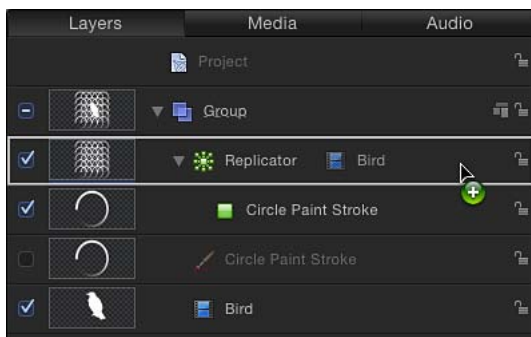 Layers Media Audio
Project
Group
Replicator Bird
Circle Paint Stroke
Circle Paint Stroke
Bird